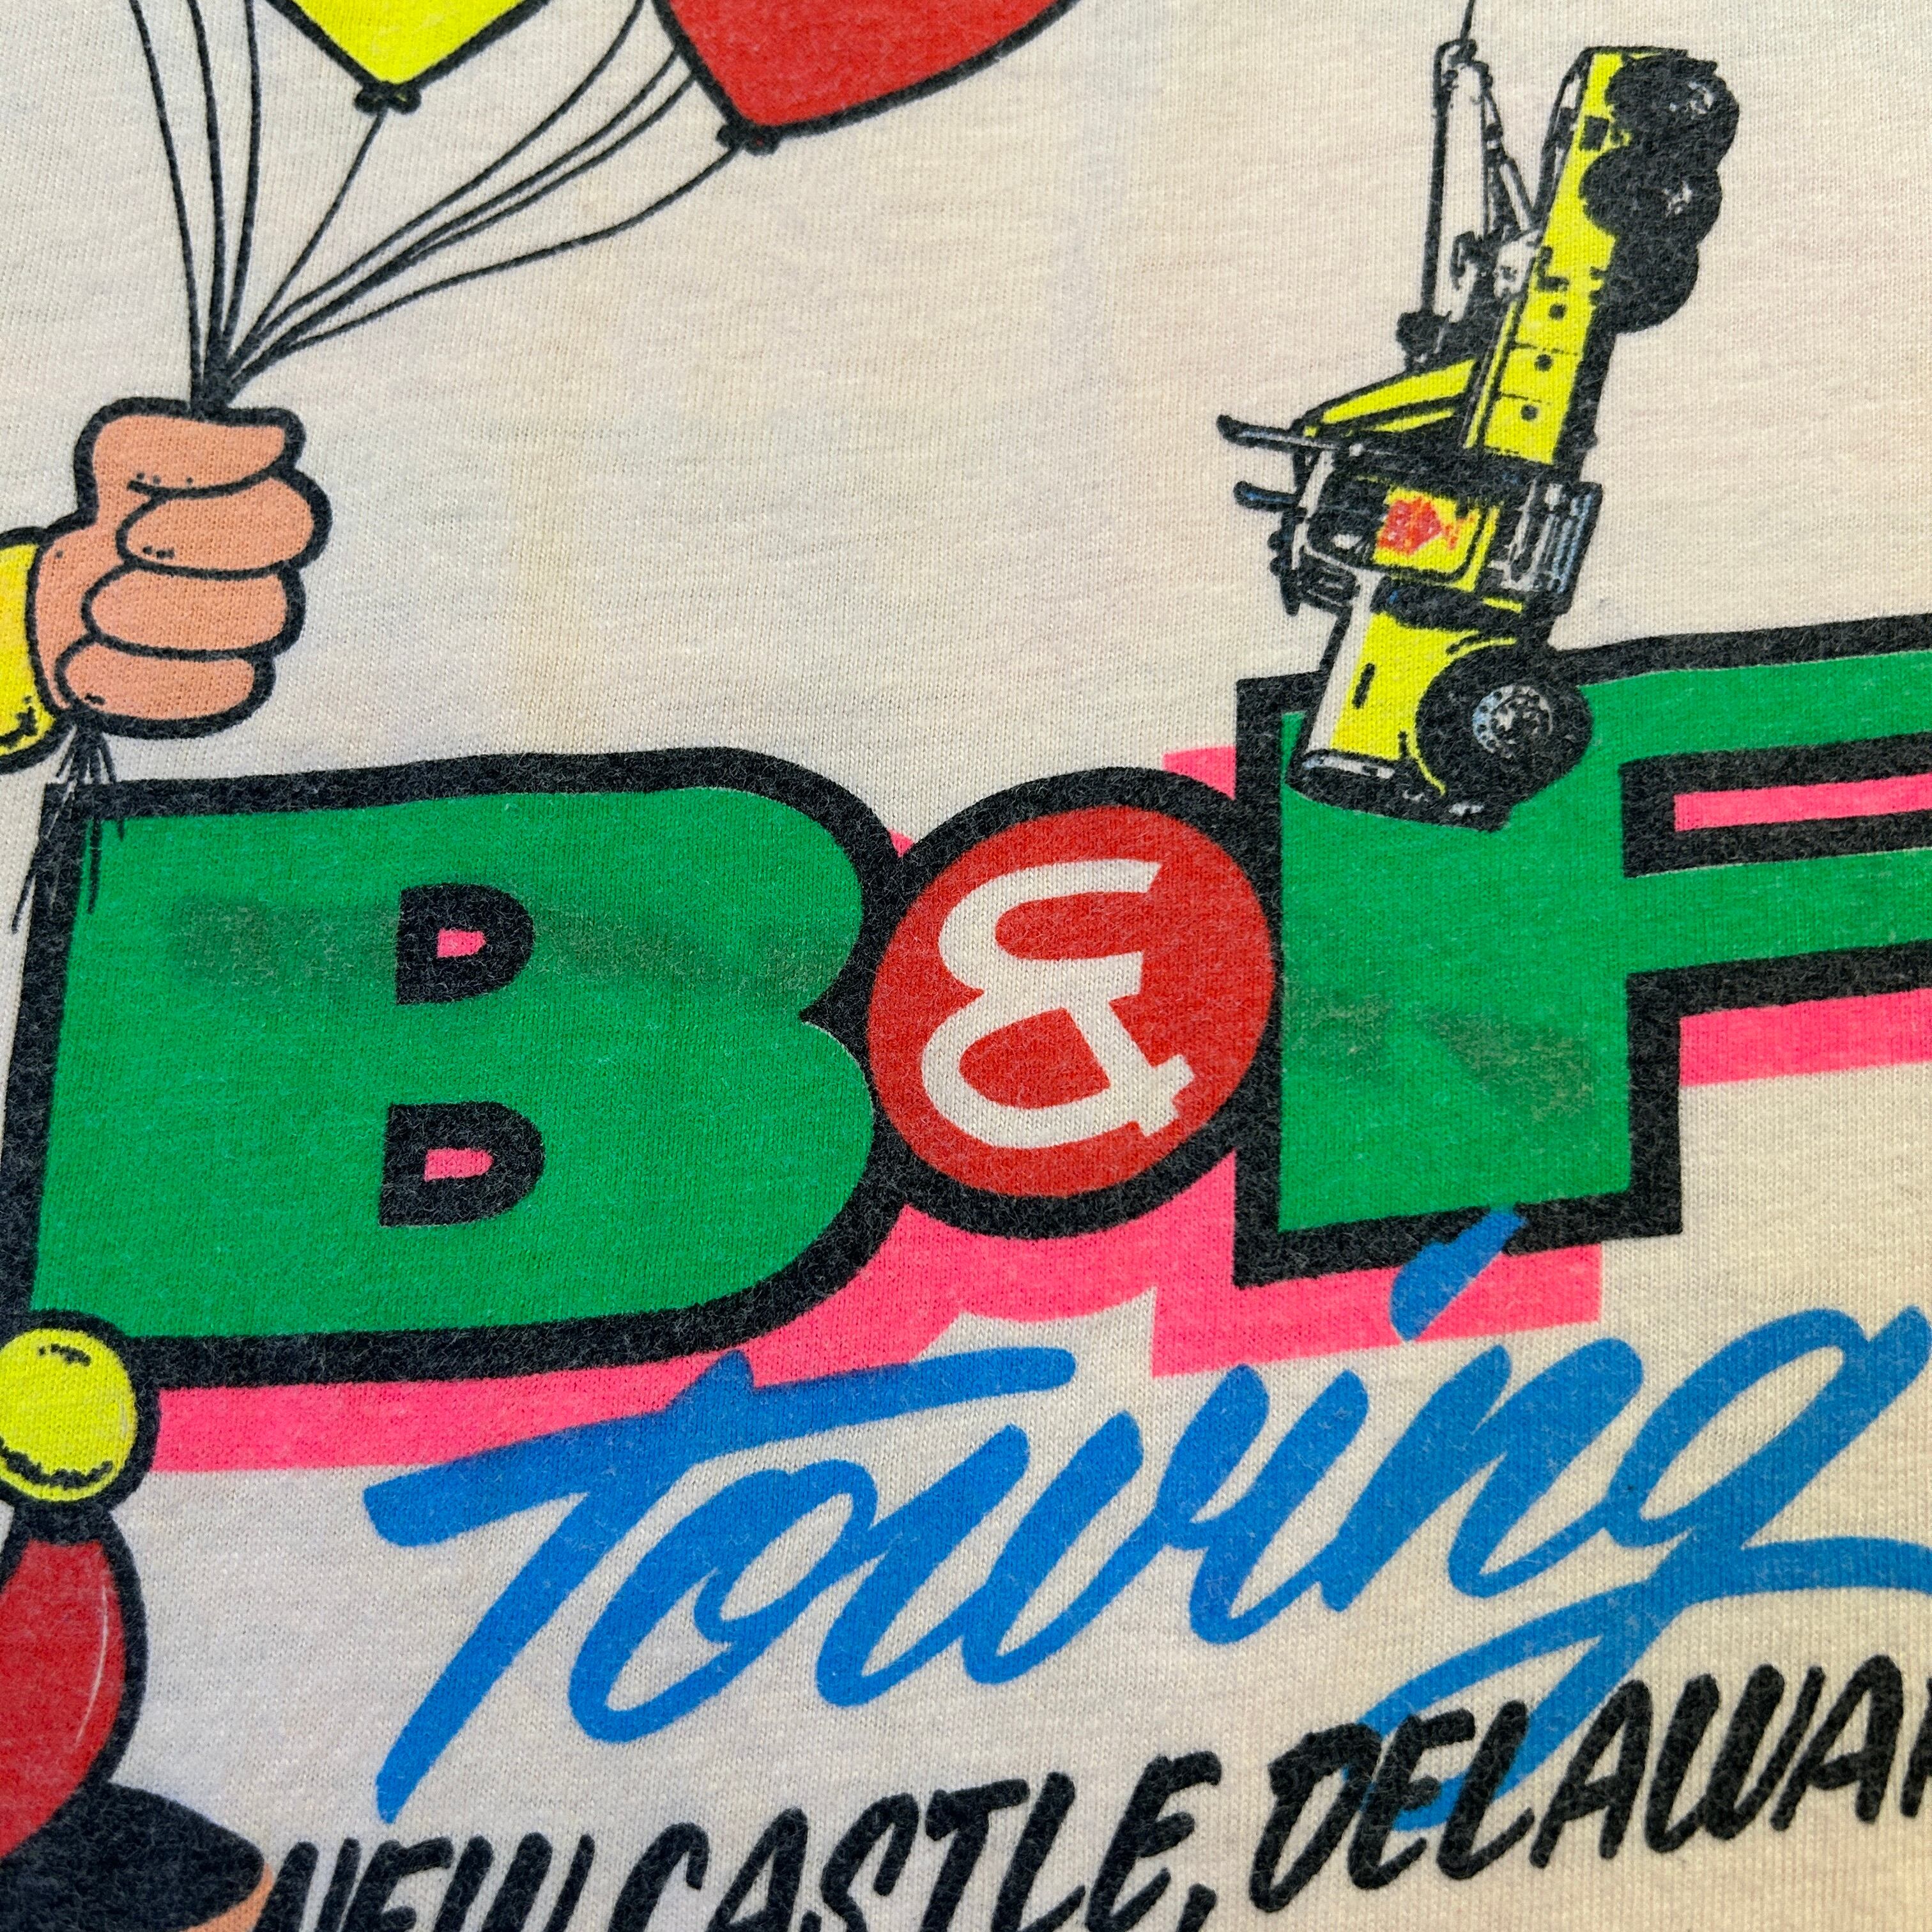 B&F
Towing
NEW CASTLE, DELAWA